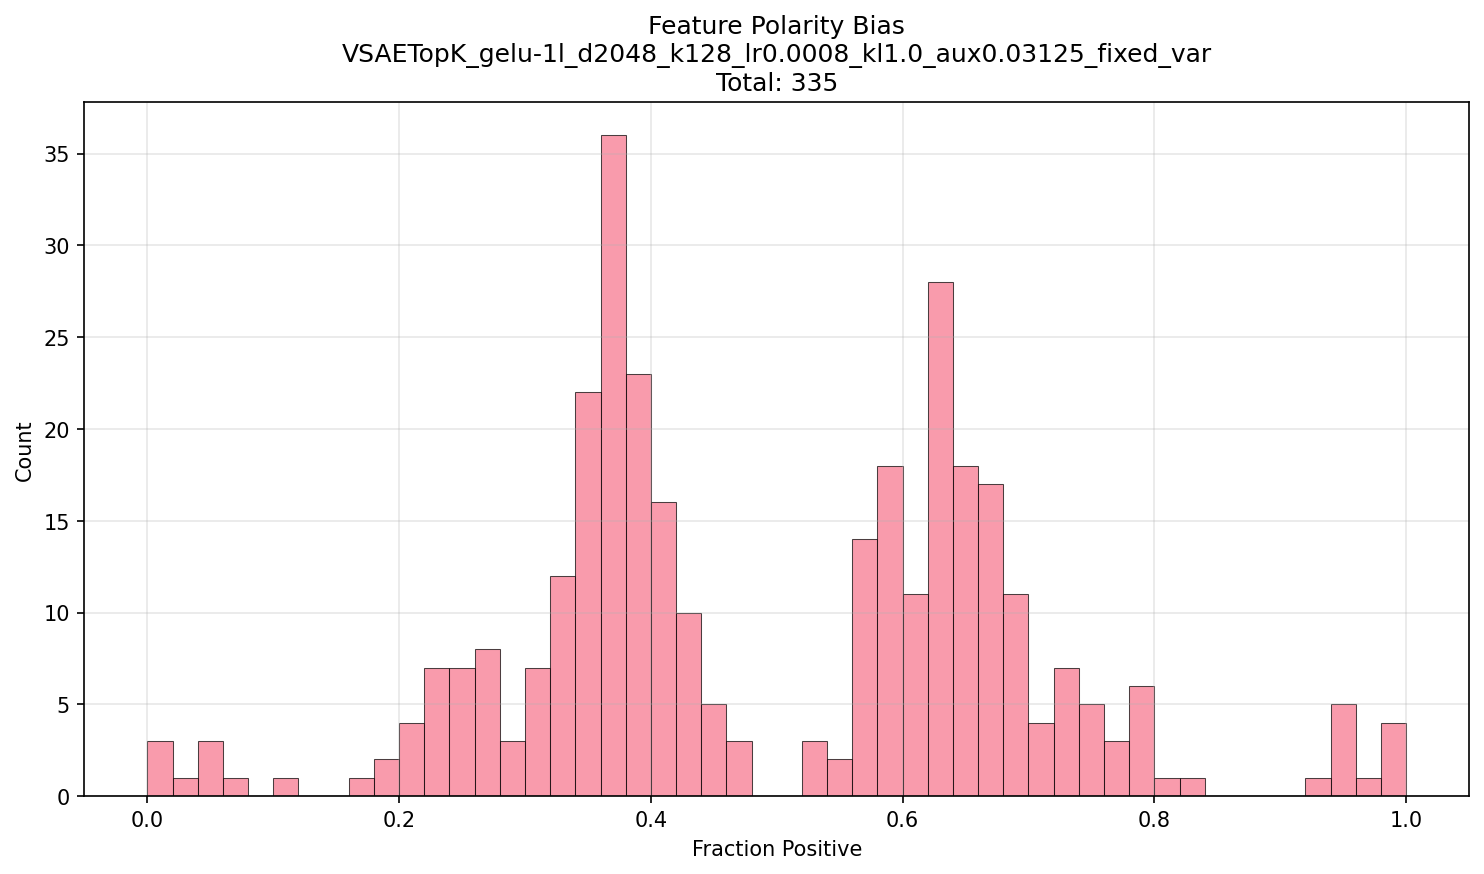 Feature Polarity Bias
VSAETopK_gelu-1l_d2048_k128_lr0.0008_kl1.0_aux0.03125_fixed_var
Total: 335
35
30
25
20
15
10
5
0
Count
0.0 0.2 0.4 0.6 0.8 1.0
Fraction Positive